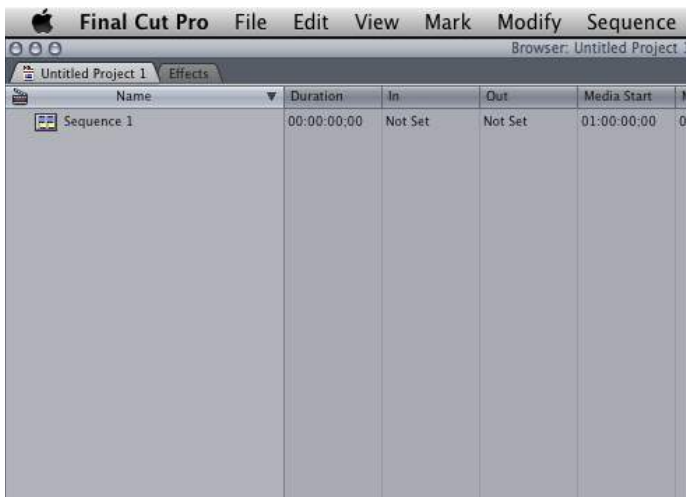 Final Cut Pro File Edit View Mark Modify Sequence
Browser: Untitled Project
Untitled Project 1 Effects
Name Duration In Out Media Start
Sequence 1 00:00:00;00 Not Set Not Set 01:00:00;00